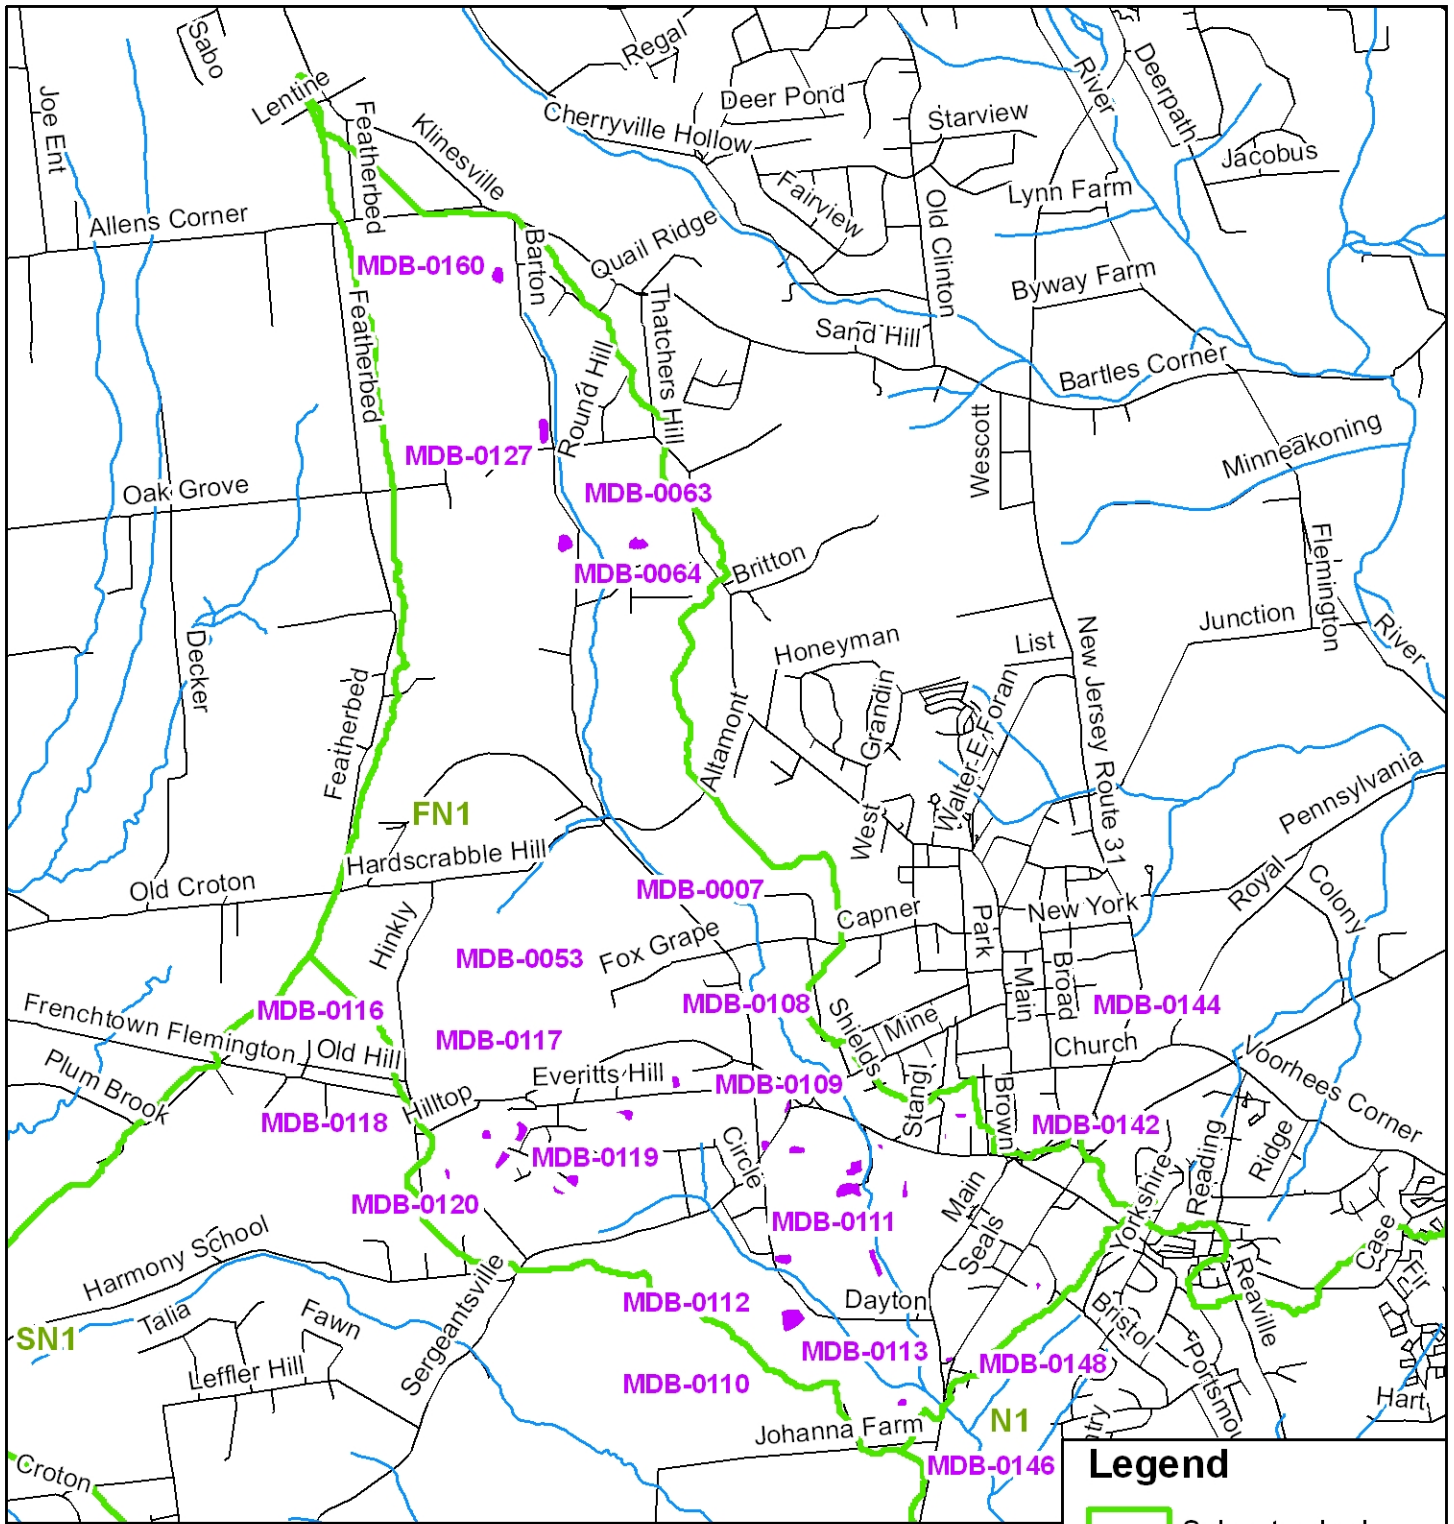 Sabo
Regal
Lentine
Joe Ent
Featherbed
Klinesville
Cherryville Hollow
Deer Pond
Starview
River
Deerpath
Jacobus
Lynn Farm
Fairview
Old Clinton
Allens Corner
Quail Ridge
Barton
MDB-0160
Byway Farm
Featherbed
Thatchers Hill
Sand Hill
Round Hill
Bartles Corner
Wescott
Minneakoning
MDB-0127
Oak Grove
MDB-0063
MDB-0064
Britton
Flemington
Junction
River
Decker
Honeyman
List
New Jersey Route 31
Featherbed
Grandin
Walter-E-Foran
Altamont
West
Pennsylvania
FN1
Hardscrabble Hill
Old Croton
MDB-0007
Royal
Colony
Capner
New York
Park
Hinkly
Fox Grape
MDB-0053
Main
Broad
MDB-0116
MDB-0108
MDB-0144
Frenchtown Flemington
Old Hill
MDB-0117
Shields
Mine
Church
Voorhees Corner
Plum Brook
Everitts Hill
MDB-0109
Stangl
Brown
Hilltop
MDB-0118
MDB-0142
MDB-0119
Circle
Yorkshire
Reading
Ridge
MDB-0120
MDB-0111
Main
Seals
Harmony School
Case
Fir
Sergeantsville
Reaville
SN1
Talia
Fawn
MDB-0112
Dayton
Bristol
MDB-0113
MDB-0148
Portsmou
Leffler Hill
MDB-0110
Hart
Johanna Farm
N1
ntry
Croton
MDB-0146
Legend